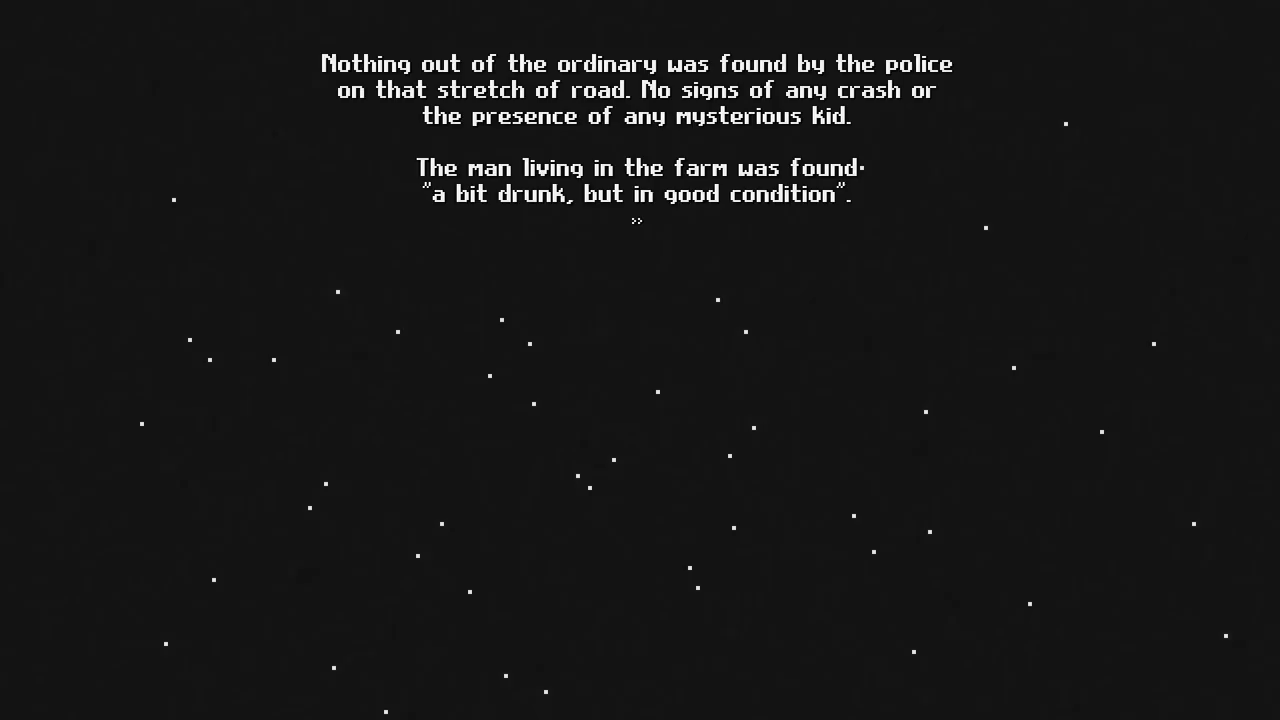 Nothing out of the ordinary was found by the police
on that stretch of road. No signs of any crash or
the presence of any mysterious kid.
The man living in the farm was found·
"a bit drunk, but in good condition".
»